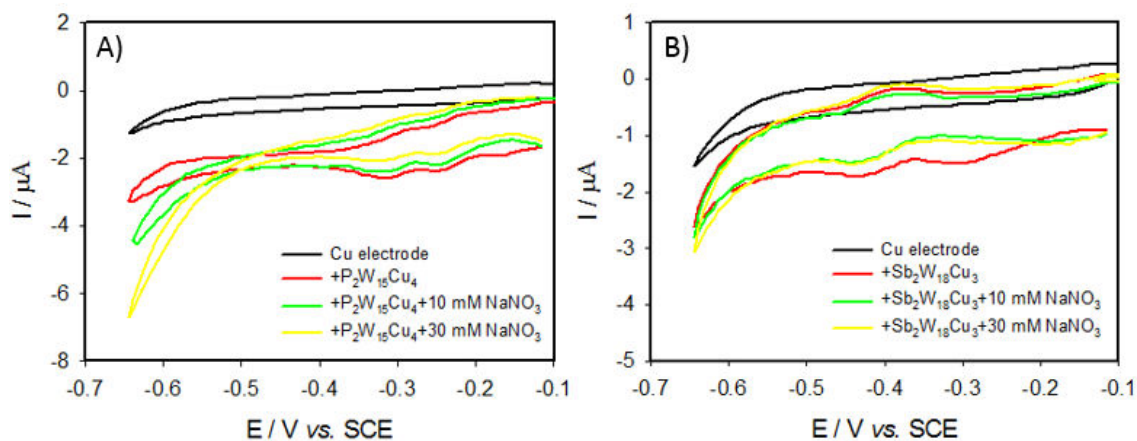 A)
2
0
-2
-4
-6
-8
I / µA
-0.7 -0.6 -0.5 -0.4 -0.3 -0.2 -0.1
E / V vs. SCE
Cu electrode
+P₂W₁₅Cu₄
+P₂W₁₅Cu₄+10 mM NaNO₃
+P₂W₁₅Cu₄+30 mM NaNO₃
B)
1
0
-1
-2
-3
-4
-5
I / µA
-0.7 -0.6 -0.5 -0.4 -0.3 -0.2 -0.1
E / V vs. SCE
Cu electrode
+Sb₂W₁₈Cu₃
+Sb₂W₁₈Cu₃+10 mM NaNO₃
+Sb₂W₁₈Cu₃+30 mM NaNO₃